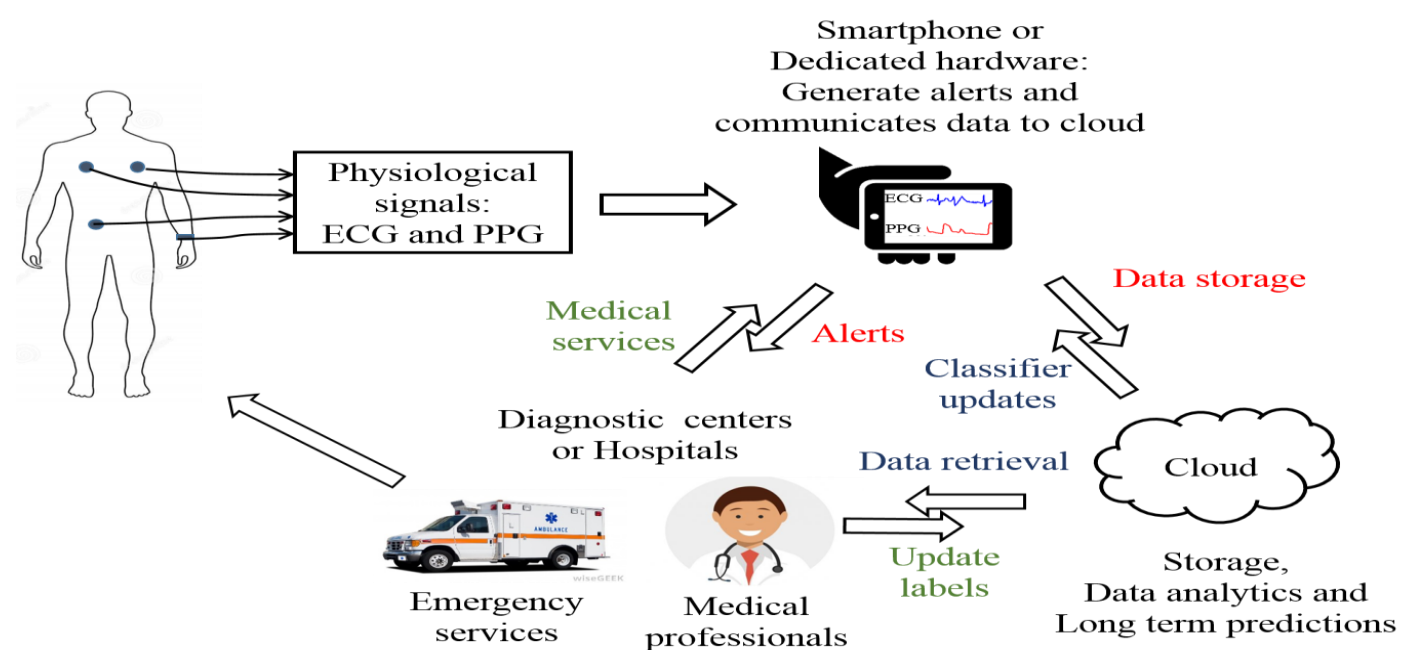 Smartphone or
Dedicated hardware:
Generate alerts and
communicates data to cloud
Physiological
signals:
ECG and PPG
ECG
PPG
Medical
services
Alerts
Data storage
Classifier
updates
Diagnostic centers
or Hospitals
Data retrieval
Cloud
AMBULANCE
wiseGEEK
Update
labels
Emergency
services
Medical
professionals
Storage,
Data analytics and
Long term predictions